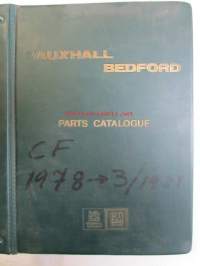 VAUXHALL
BEDFORD
PARTS CATALOGUE
CF
1978 → 3/1981